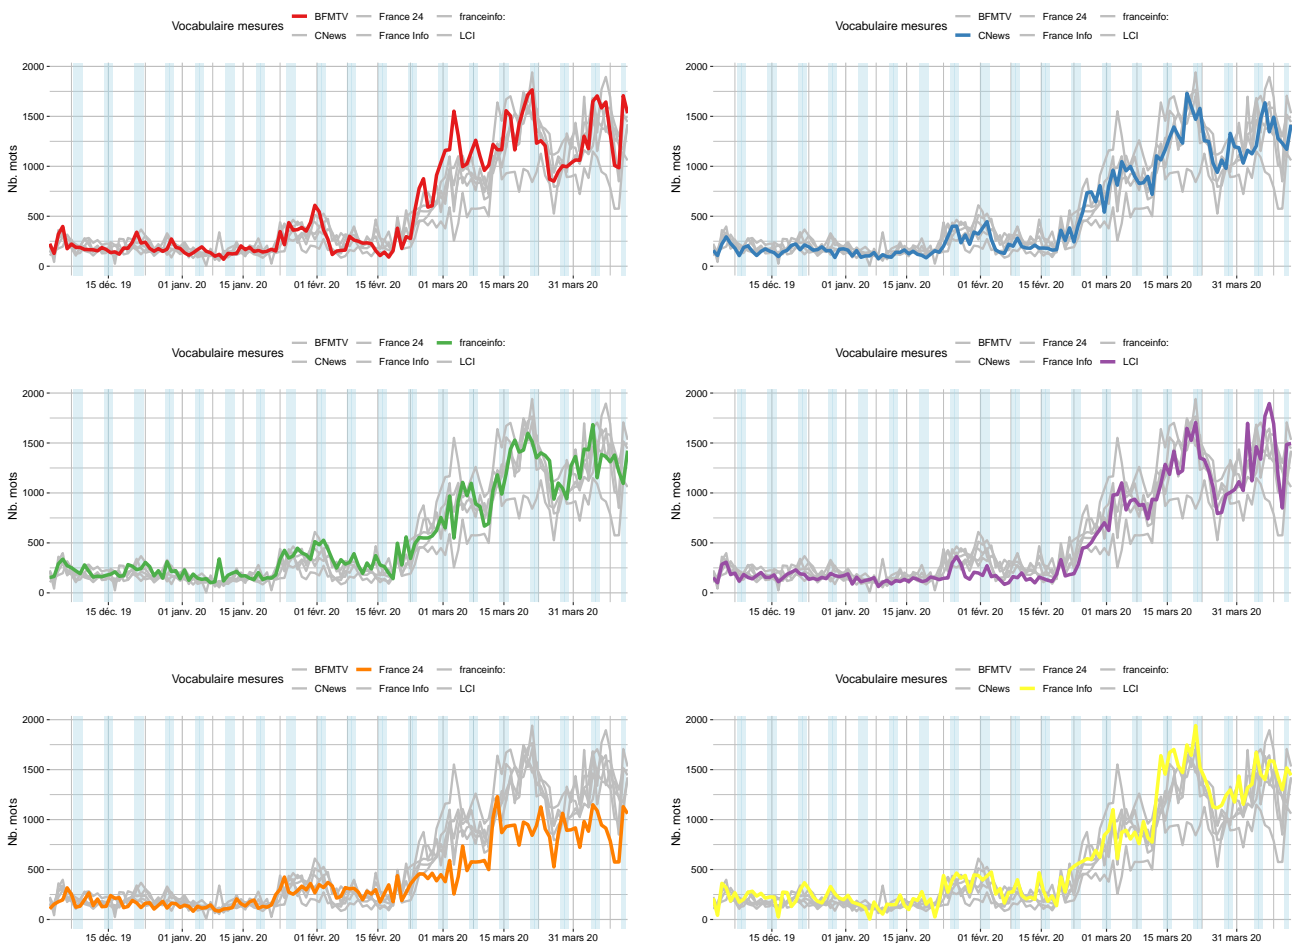 Vocabulaire mesures BFMTV France 24 franceinfo:
CNews France Info LCI
Nb. mots
2000
1500
1000
500
0
15 déc. 19 01 janv. 20 15 janv. 20 01 févr. 20 15 févr. 20 01 mars 20 15 mars 20 31 mars 20
Vocabulaire mesures BFMTV France 24 franceinfo:
CNews France Info LCI
Nb. mots
2000
1500
1000
500
0
15 déc. 19 01 janv. 20 15 janv. 20 01 févr. 20 15 févr. 20 01 mars 20 15 mars 20 31 mars 20
Vocabulaire mesures BFMTV France 24 franceinfo:
CNews France Info LCI
Nb. mots
2000
1500
1000
500
0
15 déc. 19 01 janv. 20 15 janv. 20 01 févr. 20 15 févr. 20 01 mars 20 15 mars 20 31 mars 20
Vocabulaire mesures BFMTV France 24 franceinfo:
CNews France Info LCI
Nb. mots
2000
1500
1000
500
0
15 déc. 19 01 janv. 20 15 janv. 20 01 févr. 20 15 févr. 20 01 mars 20 15 mars 20 31 mars 20
Vocabulaire mesures BFMTV France 24 franceinfo:
CNews France Info LCI
Nb. mots
2000
1500
1000
500
0
15 déc. 19 01 janv. 20 15 janv. 20 01 févr. 20 15 févr. 20 01 mars 20 15 mars 20 31 mars 20
Vocabulaire mesures BFMTV France 24 franceinfo:
CNews France Info LCI
Nb. mots
2000
1500
1000
500
0
15 déc. 19 01 janv. 20 15 janv. 20 01 févr. 20 15 févr. 20 01 mars 20 15 mars 20 31 mars 20